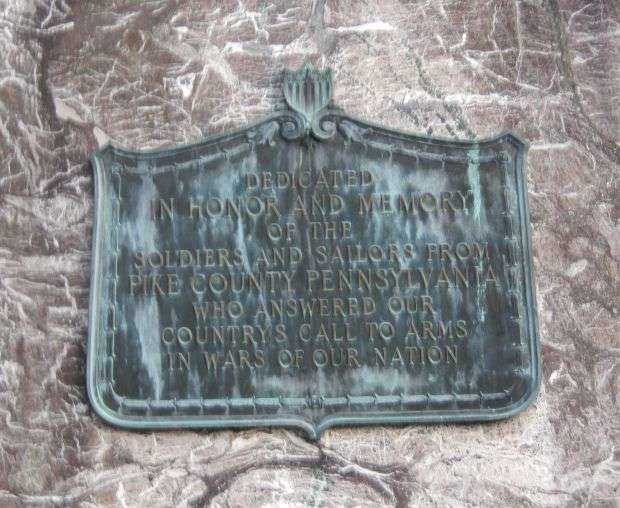 DEDICATED
IN HONOR AND MEMORY
OF THE
SOLDIERS AND SAILORS FROM
PIKE COUNTY PENNSYLVANIA
WHO ANSWERED OUR
COUNTRYS CALL TO ARMS
IN WARS OF OUR NATION